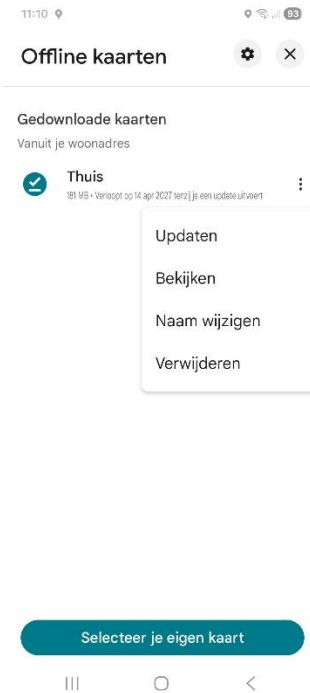 11:10
93
Offline kaarten
Gedownloade kaarten
Vanuit je woonadres
Thuis
181 MB • Verloopt op 14 apr 2027 tenzij je een update uitvoert
Updaten
Bekijken
Naam wijzigen
Verwijderen
Selecteer je eigen kaart